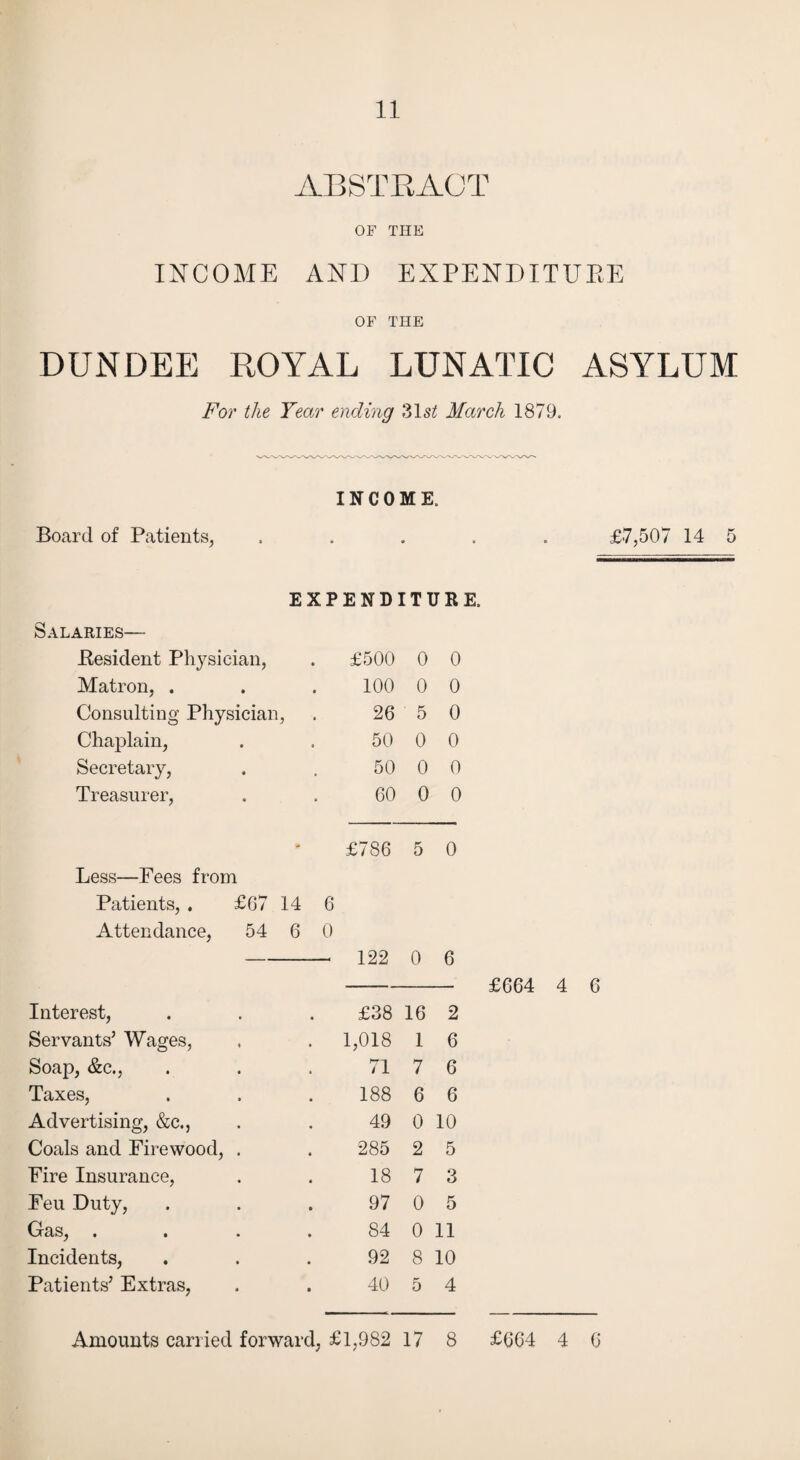 11
ABSTRACT
OF THE
INCOME AND EXPENDITURE
OF THE
DUNDEE ROYAL LUNATIC ASYLUM
For the Year ending 31st March 1879.
INCOME.
Board of Patients, . . . . . £7,507 14 5
EXPENDITURE.
SALARIES—
Resident Physician, . £500 0 0
Matron, . . . 100 0 0
Consulting Physician, . 26 5 0
Chaplain, . . 50 0 0
Secretary, . . 50 0 0
Treasurer, . . 60 0 0
£786 5 0
Less—Fees from
Patients, . £67 14 6
Attendance, 54 6 0
122 0 6
£664 4 6
Interest, . . . £38 16 2
Servants' Wages, . . 1,018 1 6
Soap, &c., . . . 71 7 6
Taxes, . . . 188 6 6
Advertising, &c., . . 49 0 10
Coals and Firewood, . . 285 2 5
Fire Insurance, . . 18 7 3
Feu Duty, . . . 97 0 5
Gas, . . . . 84 0 11
Incidents, . . . 92 8 10
Patients' Extras, . . 40 5 4
Amounts carried forward, £1,982 17 8 £664 4 6